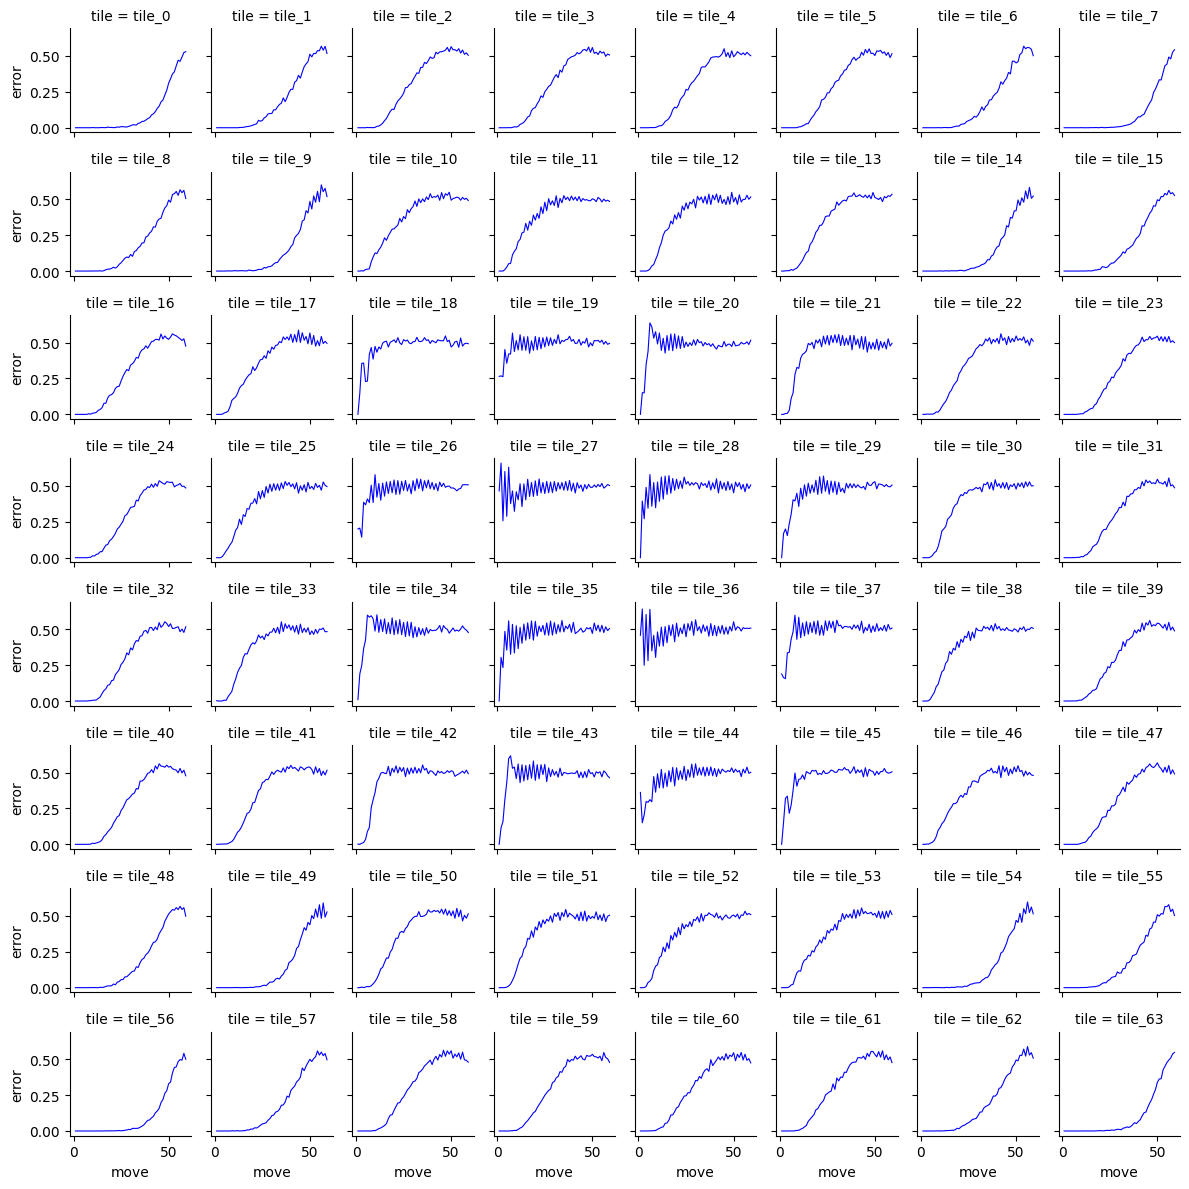 tile = tile_0 tile = tile_1 tile = tile_2 tile = tile_3 tile = tile_4 tile = tile_5 tile = tile_6 tile = tile_7
error
0.50
0.25
0.00
tile = tile_8 tile = tile_9 tile = tile_10 tile = tile_11 tile = tile_12 tile = tile_13 tile = tile_14 tile = tile_15
error
0.50
0.25
0.00
tile = tile_16 tile = tile_17 tile = tile_18 tile = tile_19 tile = tile_20 tile = tile_21 tile = tile_22 tile = tile_23
error
0.50
0.25
0.00
tile = tile_24 tile = tile_25 tile = tile_26 tile = tile_27 tile = tile_28 tile = tile_29 tile = tile_30 tile = tile_31
error
0.50
0.25
0.00
tile = tile_32 tile = tile_33 tile = tile_34 tile = tile_35 tile = tile_36 tile = tile_37 tile = tile_38 tile = tile_39
error
0.50
0.25
0.00
tile = tile_40 tile = tile_41 tile = tile_42 tile = tile_43 tile = tile_44 tile = tile_45 tile = tile_46 tile = tile_47
error
0.50
0.25
0.00
tile = tile_48 tile = tile_49 tile = tile_50 tile = tile_51 tile = tile_52 tile = tile_53 tile = tile_54 tile = tile_55
error
0.50
0.25
0.00
tile = tile_56 tile = tile_57 tile = tile_58 tile = tile_59 tile = tile_60 tile = tile_61 tile = tile_62 tile = tile_63
error
0.50
0.25
0.00
0 50 0 50 0 50 0 50 0 50 0 50 0 50 0 50
move move move move move move move move